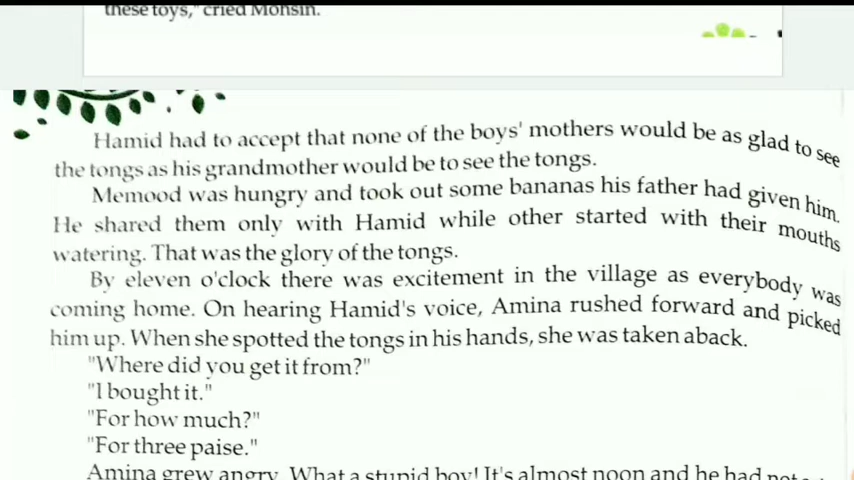 these toys," cried Mohsin.
Hamid had to accept that none of the boys' mothers would be as glad to see
the tongs as his grandmother would be to see the tongs.
Memood was hungry and took out some bananas his father had given him.
He shared them only with Hamid while other started with their mouths
watering. That was the glory of the tongs.
By eleven o'clock there was excitement in the village as everybody was
coming home. On hearing Hamid's voice, Amina rushed forward and picked
him up. When she spotted the tongs in his hands, she was taken aback.
"Where did you get it from?"
"I bought it."
"For how much?"
"For three paise."
Amina grew angry. What a stupid boy! It's almost noon and he had not